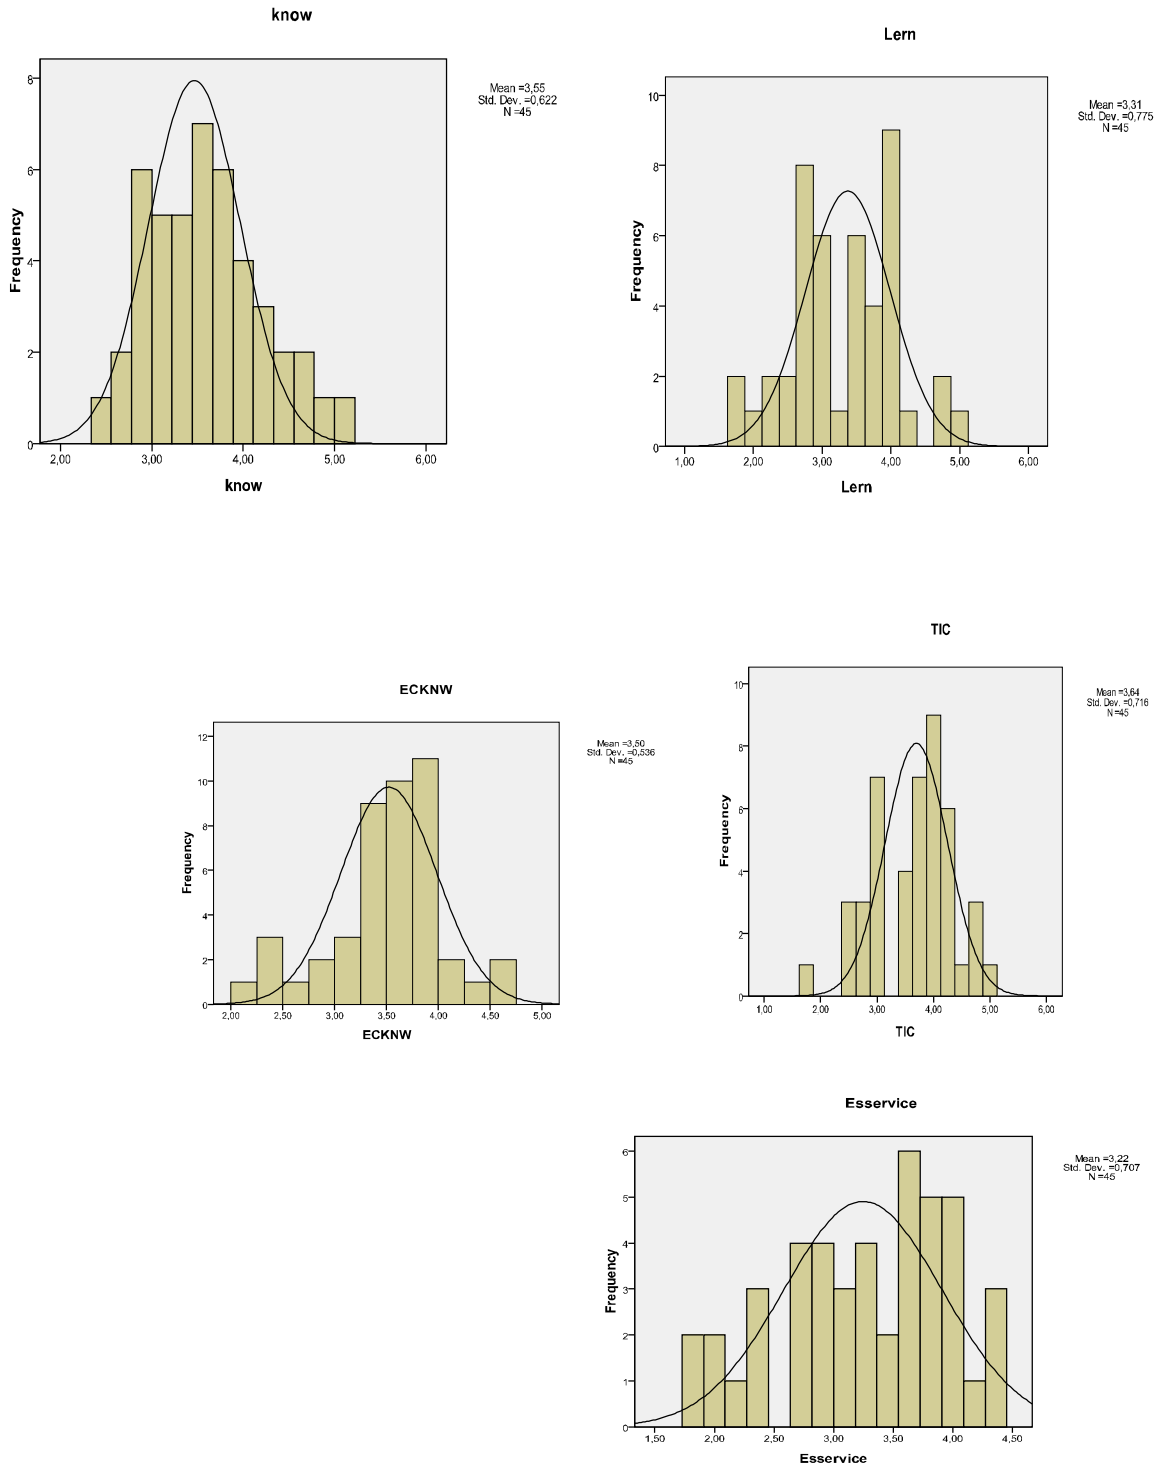 know
Mean =3,55
Std. Dev. =0,622
N =45
Frequency
8
6
4
2
0
2,00 3,00 4,00 5,00 6,00
know
Lern
Mean =3,31
Std. Dev. =0,775
N =45
Frequency
10
8
6
4
2
0
1,00 2,00 3,00 4,00 5,00 6,00
Lern
ECKNW
Mean =3,50
Std. Dev. =0,536
N =45
Frequency
12
10
8
6
4
2
0
2,00 2,50 3,00 3,50 4,00 4,50 5,00
ECKNW
TIC
Mean =3,64
Std. Dev. =0,716
N =45
Frequency
10
8
6
4
2
0
1,00 2,00 3,00 4,00 5,00 6,00
TIC
Esservice
Mean =3,22
Std. Dev. =0,707
N =45
Frequency
6
5
4
3
2
1
0
1,50 2,00 2,50 3,00 3,50 4,00 4,50
Esservice